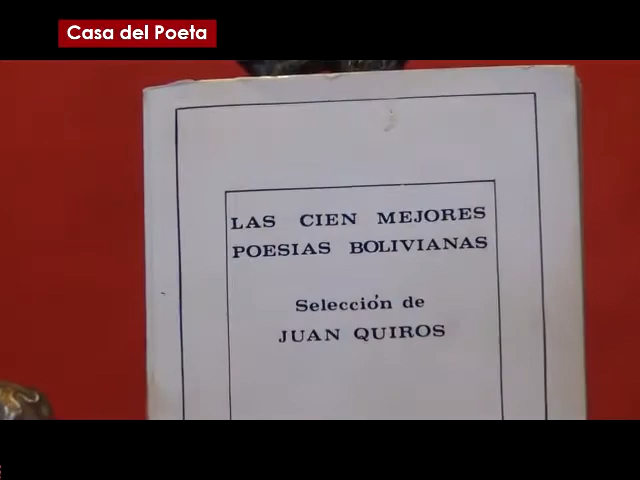 Casa del Poeta
LAS CIEN MEJORES
POESIAS BOLIVIANAS
Selección de
JUAN QUIROS